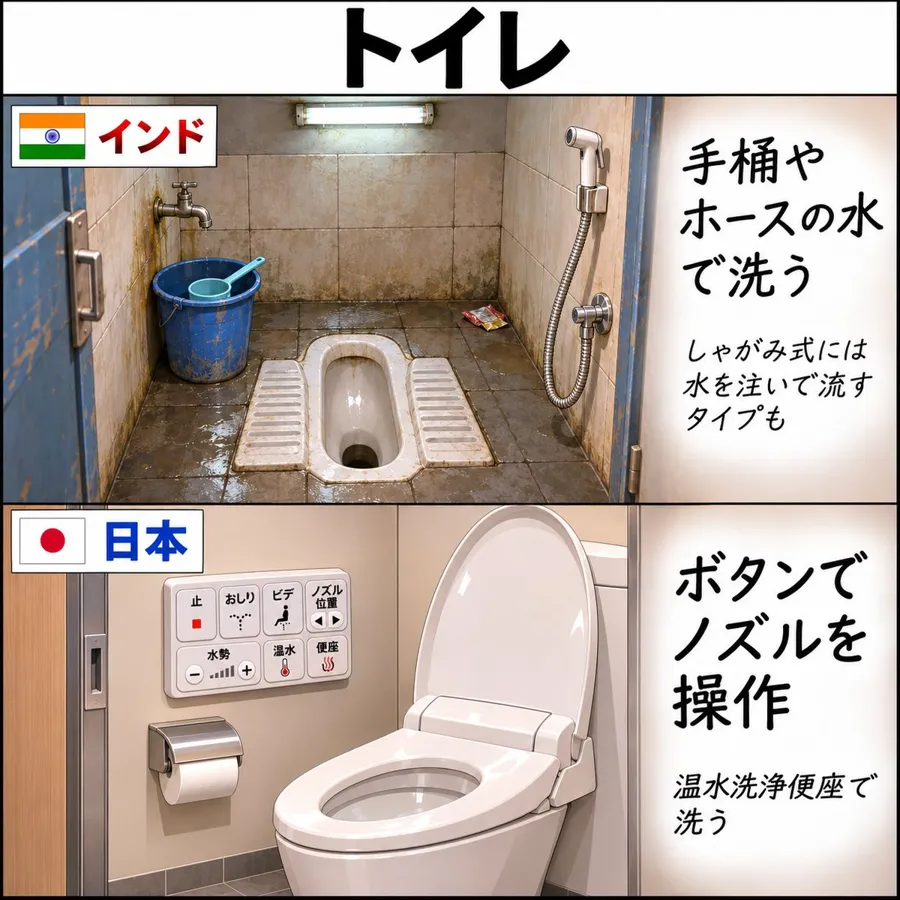 トイレ
インド
手桶や
ホースの水
で洗う
しゃがみ式には
水を注いで流す
タイプも
日本
止
おしり
ビデ
ノズル
位置
水勢
温水
便座
ボタンで
ノズルを
操作
温水洗浄便座で
洗う